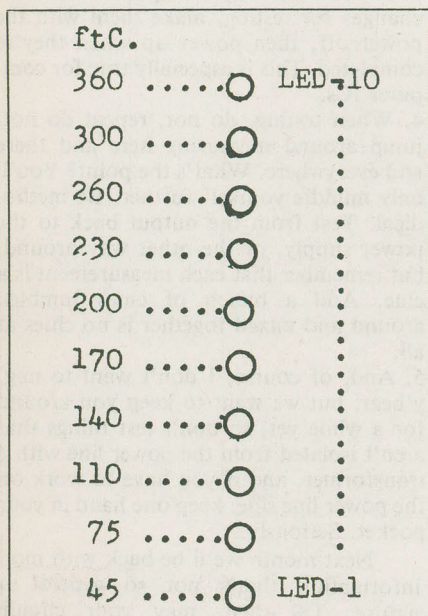 ftC.
360 ..... LED-10
300 .....
260 .....
230 .....
200 .....
170 .....
140 .....
110 .....
75 .....
45 ..... LED-1